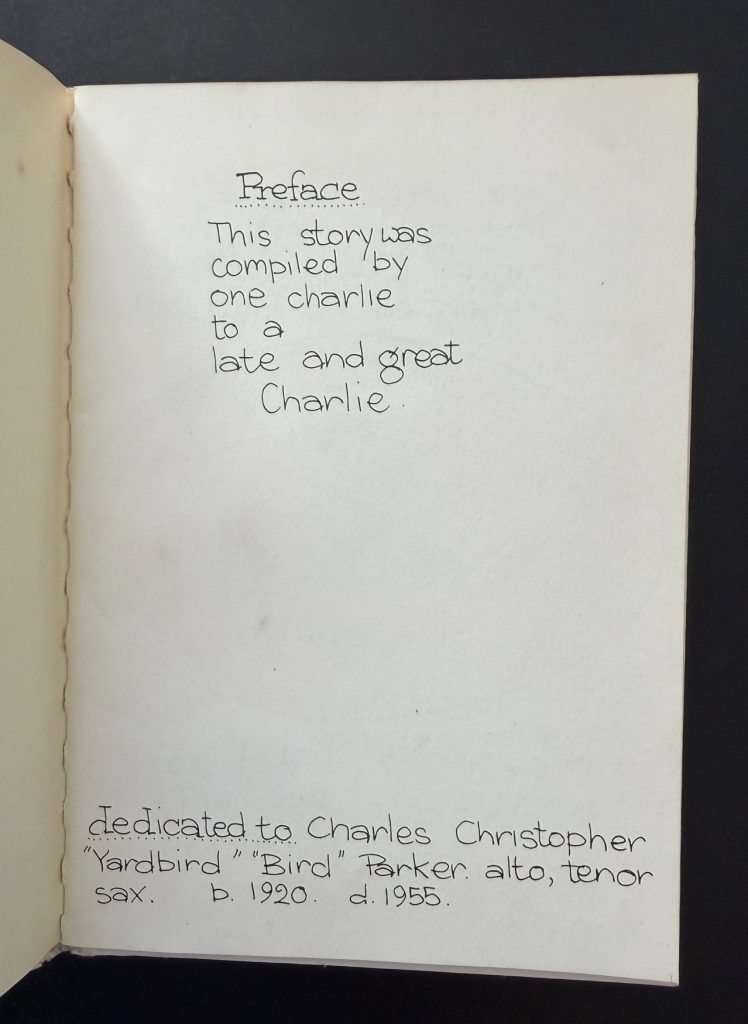 Preface
This story was
compiled by
one charlie
to a
late and great
Charlie.
dedicated to Charles Christopher
"Yardbird" "Bird" Parker. alto, tenor
sax. b. 1920. d. 1955.